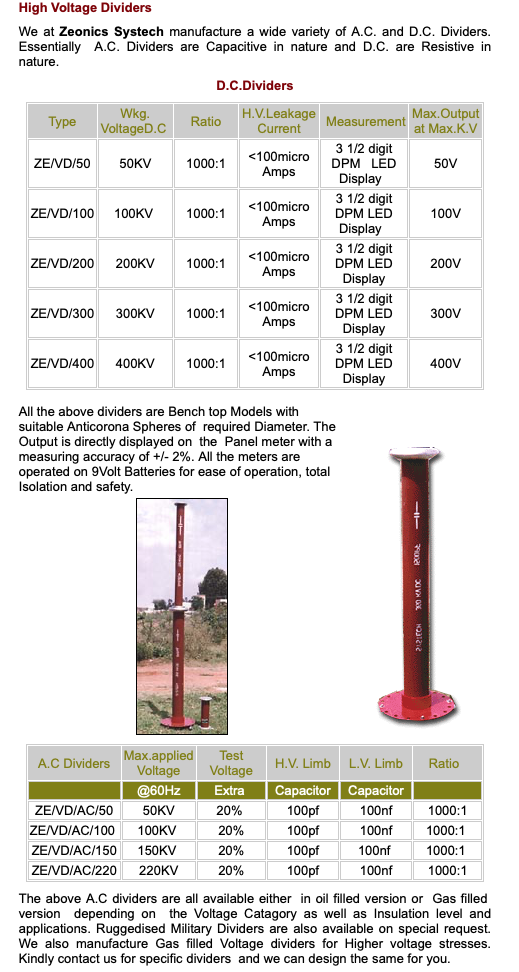 High Voltage Dividers
We at Zeonics Systech manufacture a wide variety of A.C. and D.C. Dividers.
Essentially A.C. Dividers are Capacitive in nature and D.C. are Resistive in
nature.
D.C.Dividers
Type Wkg. VoltageD.C Ratio H.V.Leakage Current Measurement Max.Output at Max.K.V
ZE/VD/50 50KV 1000:1 <100micro Amps 3 1/2 digit DPM LED Display 50V
ZE/VD/100 100KV 1000:1 <100micro Amps 3 1/2 digit DPM LED Display 100V
ZE/VD/200 200KV 1000:1 <100micro Amps 3 1/2 digit DPM LED Display 200V
ZE/VD/300 300KV 1000:1 <100micro Amps 3 1/2 digit DPM LED Display 300V
ZE/VD/400 400KV 1000:1 <100micro Amps 3 1/2 digit DPM LED Display 400V
All the above dividers are Bench top Models with
suitable Anticorona Spheres of required Diameter. The
Output is directly displayed on the Panel meter with a
measuring accuracy of +/- 2%. All the meters are
operated on 9Volt Batteries for ease of operation, total
Isolation and safety.
A.C Dividers Max.applied Voltage Test Voltage H.V. Limb L.V. Limb Ratio
@60Hz Extra Capacitor Capacitor
ZE/VD/AC/50 50KV 20% 100pf 100nf 1000:1
ZE/VD/AC/100 100KV 20% 100pf 100nf 1000:1
ZE/VD/AC/150 150KV 20% 100pf 100nf 1000:1
ZE/VD/AC/220 220KV 20% 100pf 100nf 1000:1
The above A.C dividers are all available either in oil filled version or Gas filled
version depending on the Voltage Catagory as well as Insulation level and
applications. Ruggedised Military Dividers are also available on special request.
We also manufacture Gas filled Voltage dividers for Higher voltage stresses.
Kindly contact us for specific dividers and we can design the same for you.